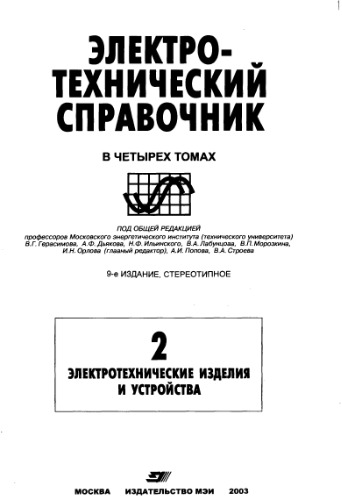 ЭЛЕКТРО-
ТЕХНИЧЕСКИЙ
СПРАВОЧНИК
В ЧЕТЫРЕХ ТОМАХ
ПОД ОБЩЕЙ РЕДАКЦИЕЙ
профессоров Московского энергетического института (технического университета)
В.Г. Герасимова, А.Ф. Дьякова, Н.Ф. Ильинского, В.А. Лабунцова, В.П. Морозкина,
И.Н. Орлова (главный редактор), А.И. Попова, В.А. Строева
9-е ИЗДАНИЕ, СТЕРЕОТИПНОЕ
2
ЭЛЕКТРОТЕХНИЧЕСКИЕ ИЗДЕЛИЯ
И УСТРОЙСТВА
МОСКВА ИЗДАТЕЛЬСТВО МЭИ 2003